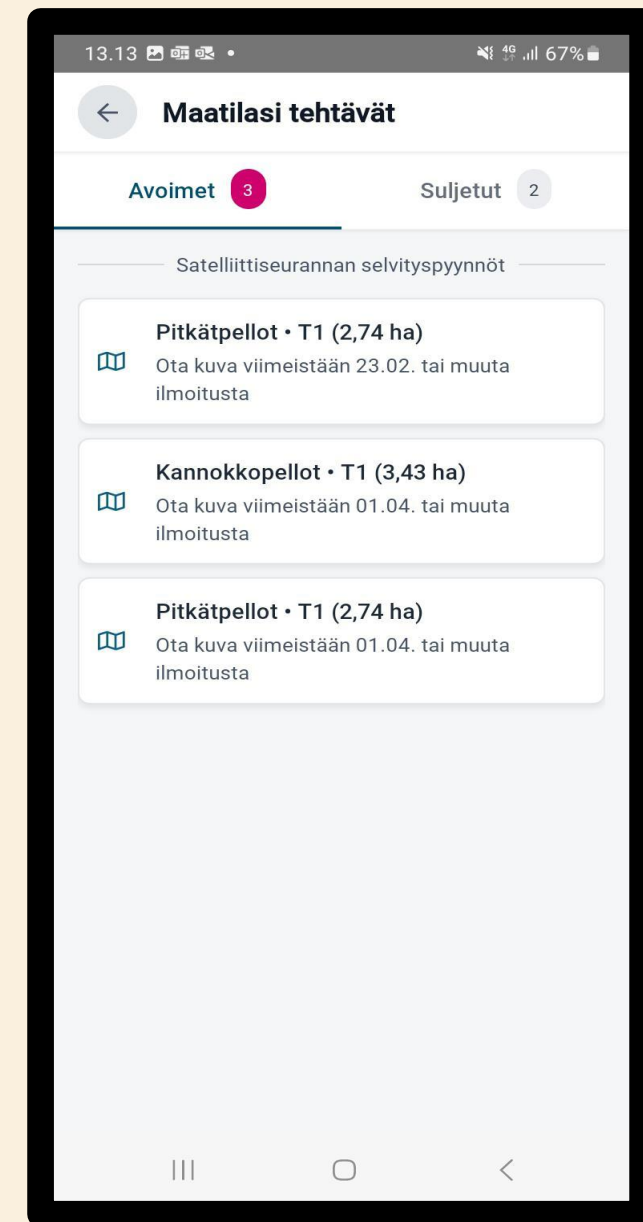 13.13 4G 67%
Maatilasi tehtävät
Avoimet 3 Suljetut 2
Satelliittiseurannan selvityspyynnöt
Pitkätpellot • T1 (2,74 ha)
Ota kuva viimeistään 23.02. tai muuta
ilmoitusta
Kannokkopellot • T1 (3,43 ha)
Ota kuva viimeistään 01.04. tai muuta
ilmoitusta
Pitkätpellot • T1 (2,74 ha)
Ota kuva viimeistään 01.04. tai muuta
ilmoitusta